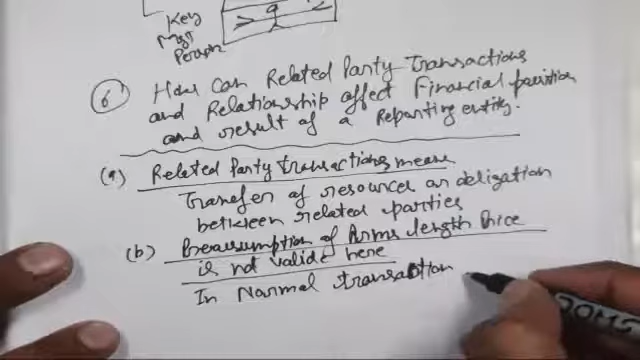 Key
Mgt
Person
(6) How can Related Party Transactions
and Relationship affect Financial position
and result of a Reporting entity.
(a) Related Party transactions means
Transfer of resources or obligation
between related parties
(b) Presumption of Arms length Price
is not valid here
In Normal transaction